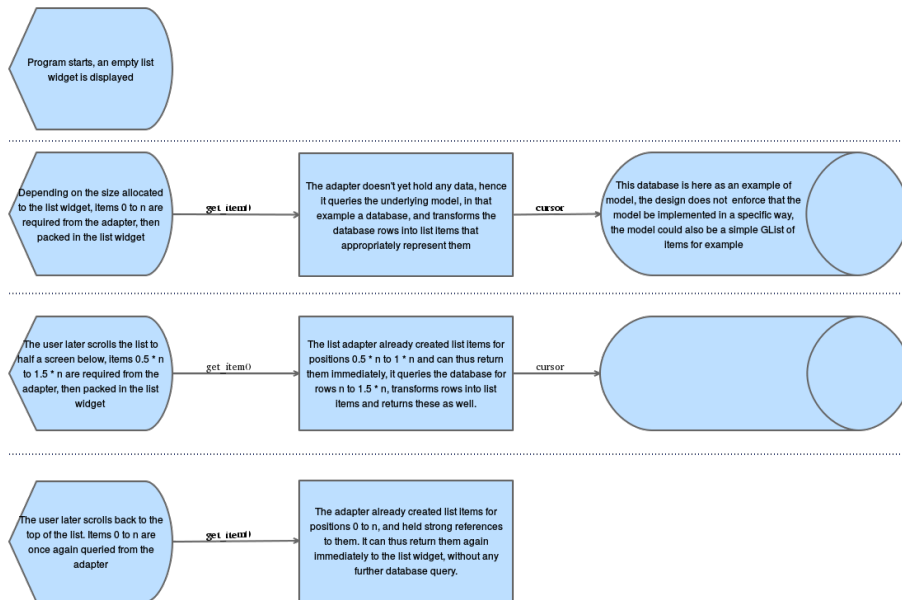 Program starts, an empty list
widget is displayed
Depending on the size allocated
to the list widget, items 0 to n are
required from the adapter, then
packed in the list widget
get_item()
The adapter doesn't yet hold any data, hence
it queries the underlying model, in that
example a database, and transforms the
database rows into list items that
appropriately represent them
cursor
This database is here as an example of
model, the design does not enforce that the
model be implemented in a specific way,
the model could also be a simple GList of
items for example
The user later scrolls the list to
half a screen below, items 0.5 * n
to 1.5 * n are required from the
adapter, then packed in the list
widget
get_item()
The list adapter already created list items for
positions 0.5 * n to 1 * n and can thus return
them immediately, it queries the database for
rows n to 1.5 * n, transforms rows into list
items and returns these as well.
cursor
The user later scrolls back to the
top of the list. Items 0 to n are
once again queried from the
adapter
get_item()
The adapter already created list items for
positions 0 to n, and held strong references
to them. It can thus return them again
immediately to the list widget, without any
further database query.